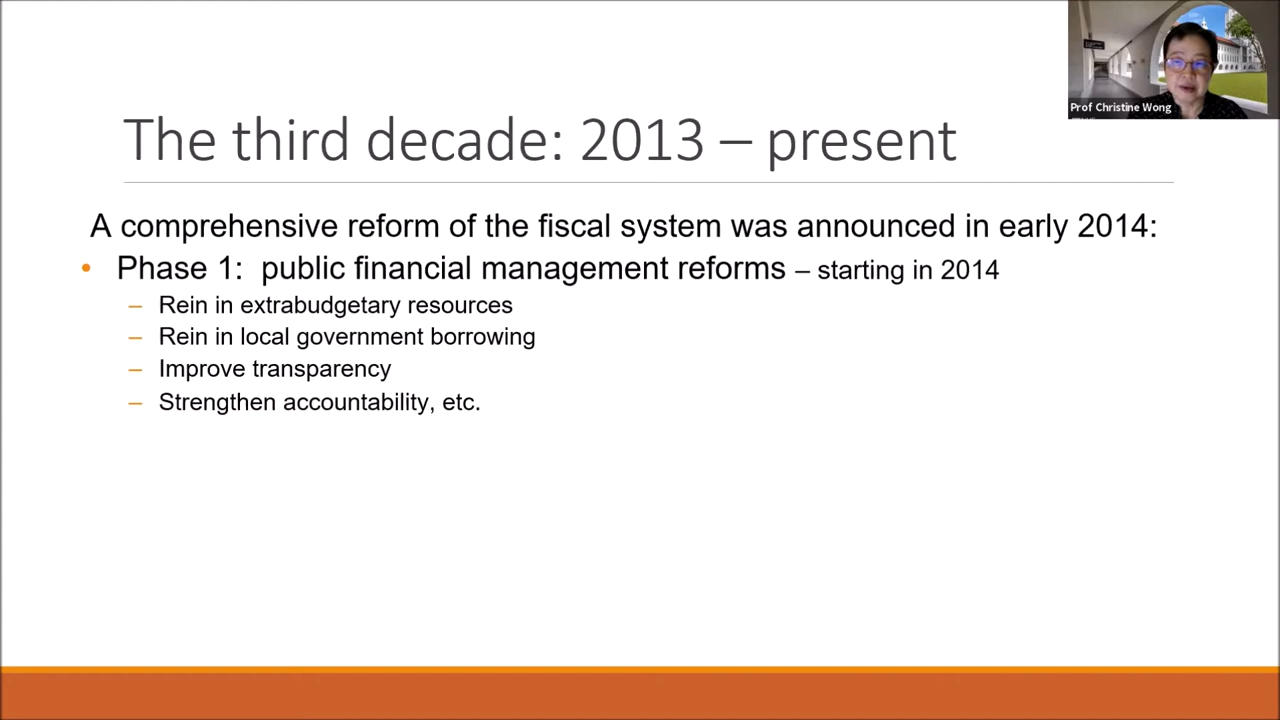 Prof Christine Wong
The third decade: 2013 – present
A comprehensive reform of the fiscal system was announced in early 2014:
• Phase 1: public financial management reforms – starting in 2014
– Rein in extrabudgetary resources
– Rein in local government borrowing
– Improve transparency
– Strengthen accountability, etc.